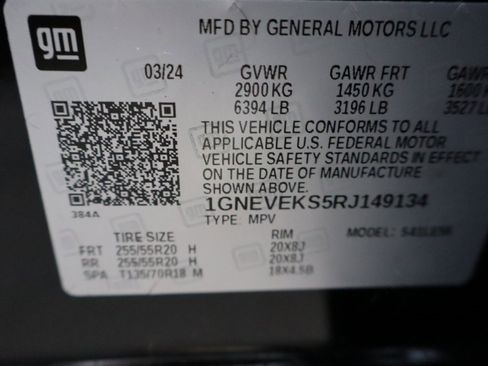 gm
MFD BY GENERAL MOTORS LLC
03/24 GVWR GAWR FRT GAWR
2900 KG 1450 KG 1600
6394 LB 3196 LB 3527 LB
THIS VEHICLE CONFORMS TO ALL
APPLICABLE U.S. FEDERAL MOTOR
VEHICLE SAFETY STANDARDS IN EFFECT
ON THE DATE OF MANUFACTURE
SHOWN ABOVE.
384A
1GNEVEKS5RJ149134
TYPE: MPV MODEL:
TIRE SIZE RIM
FRT 255/55R20 H 20X8J
RR 255/55R20 H 20X8J
SPA T135/70R18 M 18X4.5B